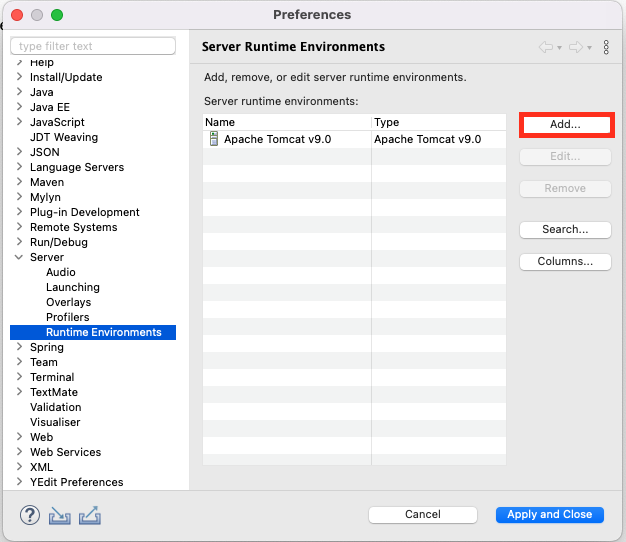 Preferences
type filter text
Help
Install/Update
Java
Java EE
JavaScript
JDT Weaving
JSON
Language Servers
Maven
Mylyn
Plug-in Development
Remote Systems
Run/Debug
Server
Audio
Launching
Overlays
Profilers
Runtime Environments
Spring
Team
Terminal
TextMate
Validation
Visualiser
Web
Web Services
XML
YEdit Preferences
Server Runtime Environments
Add, remove, or edit server runtime environments.
Server runtime environments:
Name Type
Apache Tomcat v9.0 Apache Tomcat v9.0
Add...
Edit...
Remove
Search...
Columns...
?
Cancel
Apply and Close